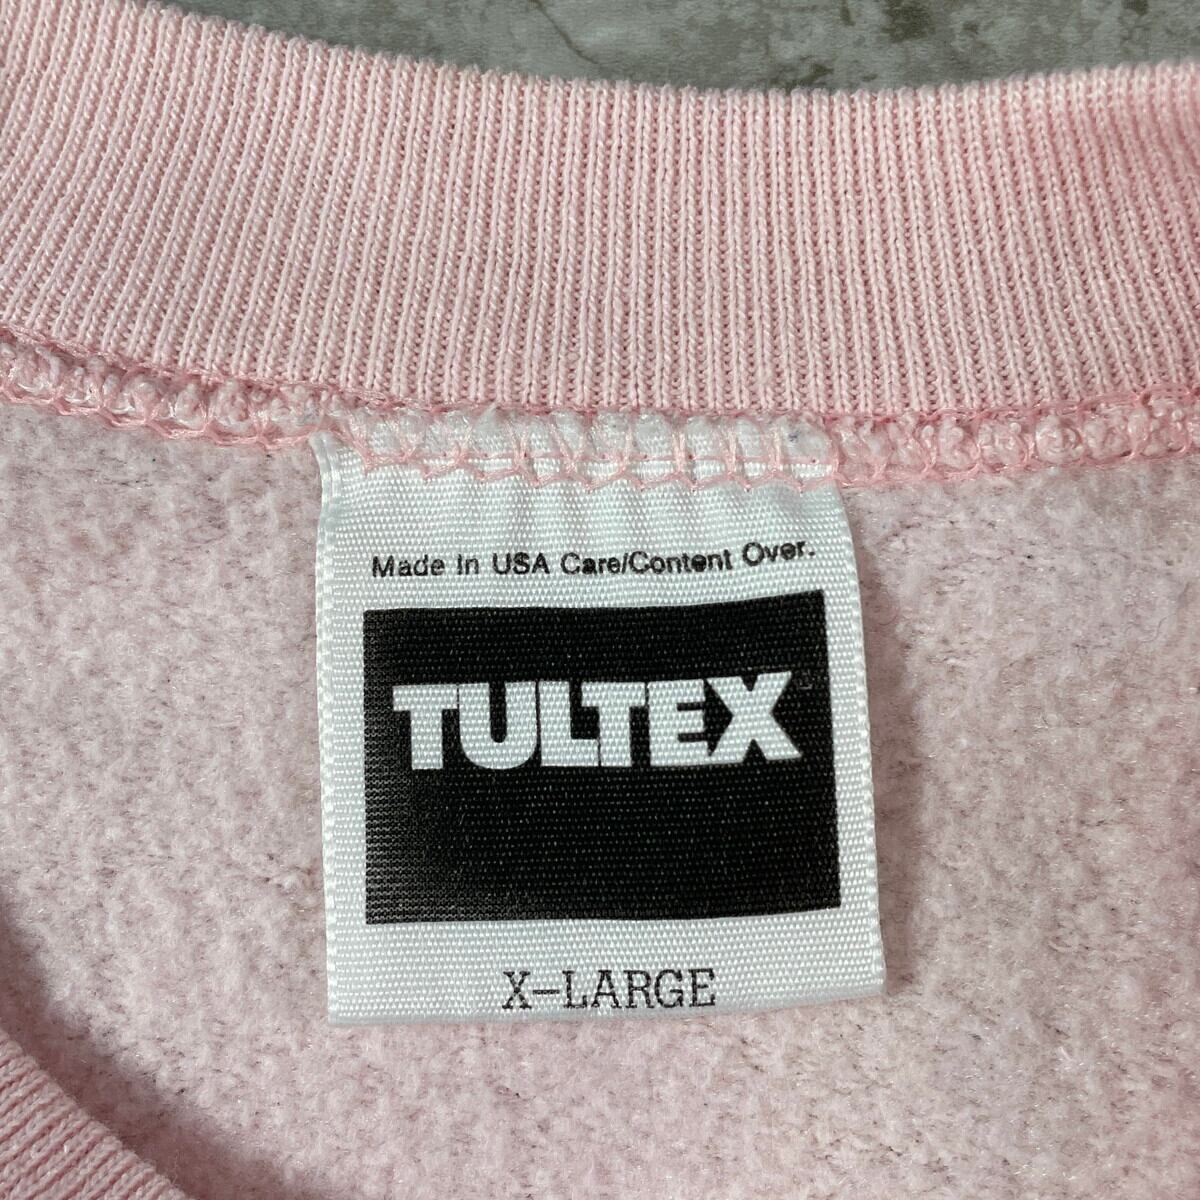 Made In USA Care/Content Over.
TULTEX
X-LARGE